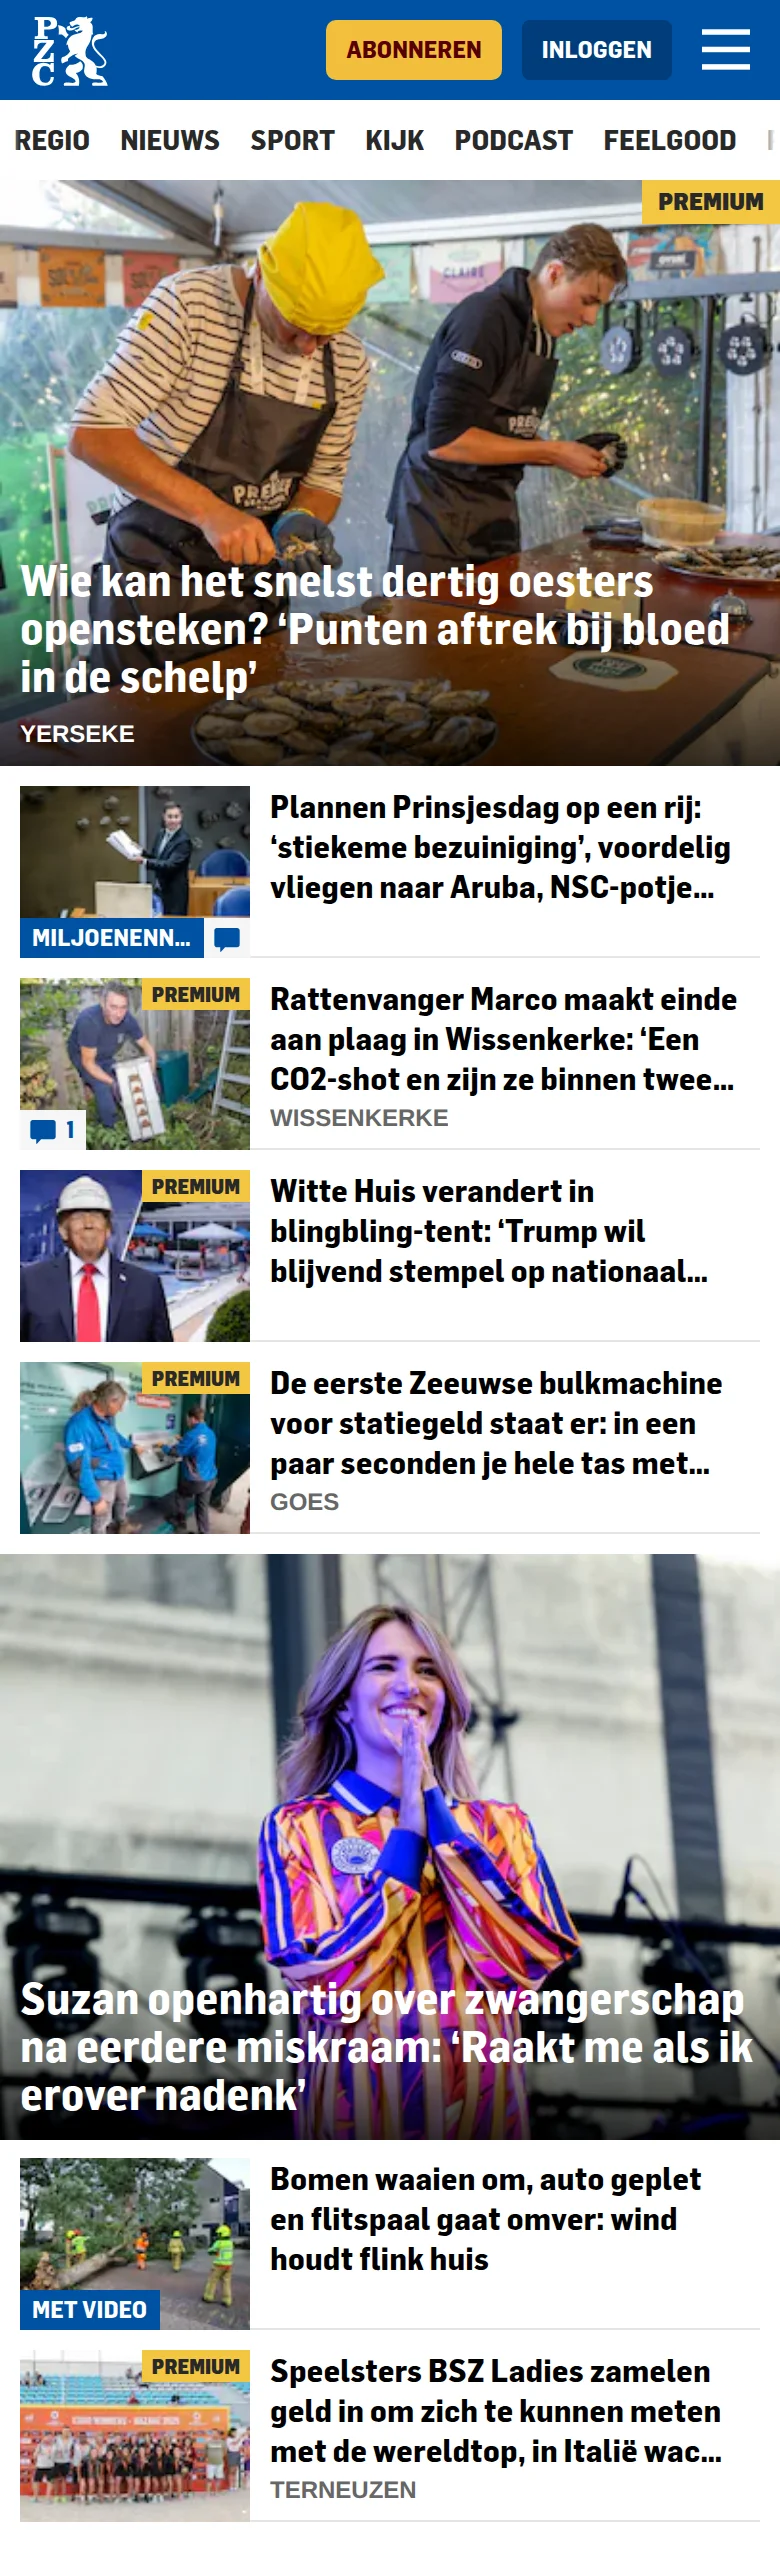 PZC
ABONNEREN
INLOGGEN
REGIO NIEUWS SPORT KIJK PODCAST FEELGOOD
PREMIUM
CLAIRE
Wie kan het snelst dertig oesters
opensteken? ‘Punten aftrek bij bloed
in de schelp’
YERSEKE
Plannen Prinsjesdag op een rij:
‘stiekeme bezuiniging’, voordelig
vliegen naar Aruba, NSC-potje...
MILJOENENN...
PREMIUM
Rattenvanger Marco maakt einde
aan plaag in Wissenkerke: ‘Een
CO2-shot en zijn ze binnen twee...
WISSENKERKE
1
PREMIUM
Witte Huis verandert in
blingbling-tent: ‘Trump wil
blijvend stempel op nationaal...
PREMIUM
De eerste Zeeuwse bulkmachine
voor statiegeld staat er: in een
paar seconden je hele tas met...
GOES
Suzan openhartig over zwangerschap
na eerdere miskraam: ‘Raakt me als ik
erover nadenk’
Bomen waaien om, auto geplet
en flitspaal gaat omver: wind
houdt flink huis
MET VIDEO
PREMIUM
Speelsters BSZ Ladies zamelen
geld in om zich te kunnen meten
met de wereldtop, in Italië wac...
TERNEUZEN